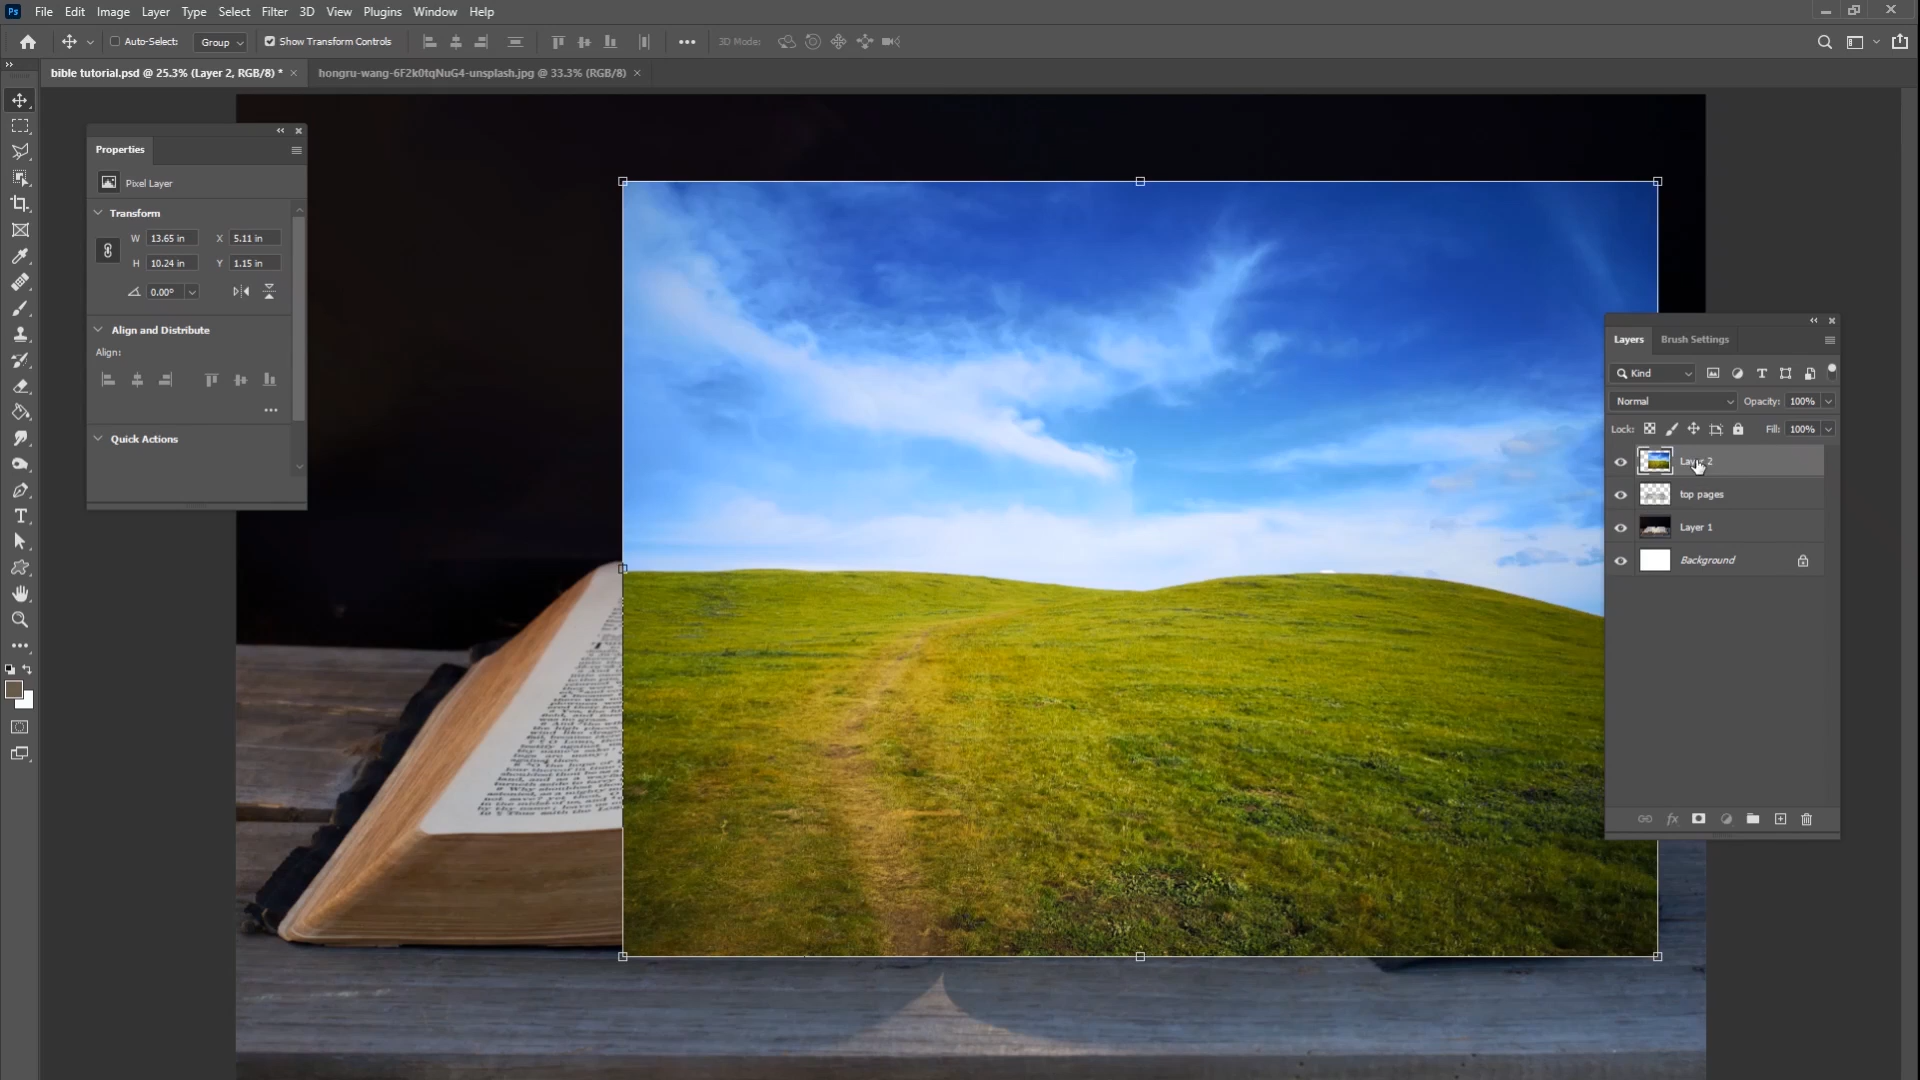 Ps File Edit Image Layer Type Select Filter 3D View Plugins Window Help
Auto-Select: Group Show Transform Controls 3D Mode:
bible tutorial.psd @ 25.3% (Layer 2, RGB/8) * × hongru-wang-6F2k0tqNuG4-unsplash.jpg @ 33.3% (RGB/8) ×
Properties
Pixel Layer
Transform
W 13.65 in X 5.11 in
H 10.24 in Y 1.15 in
0.00°
Align and Distribute
Align:
Quick Actions
Layers Brush Settings
Kind
Normal Opacity: 100%
Lock: Fill: 100%
Layer 2
top pages
Layer 1
Background